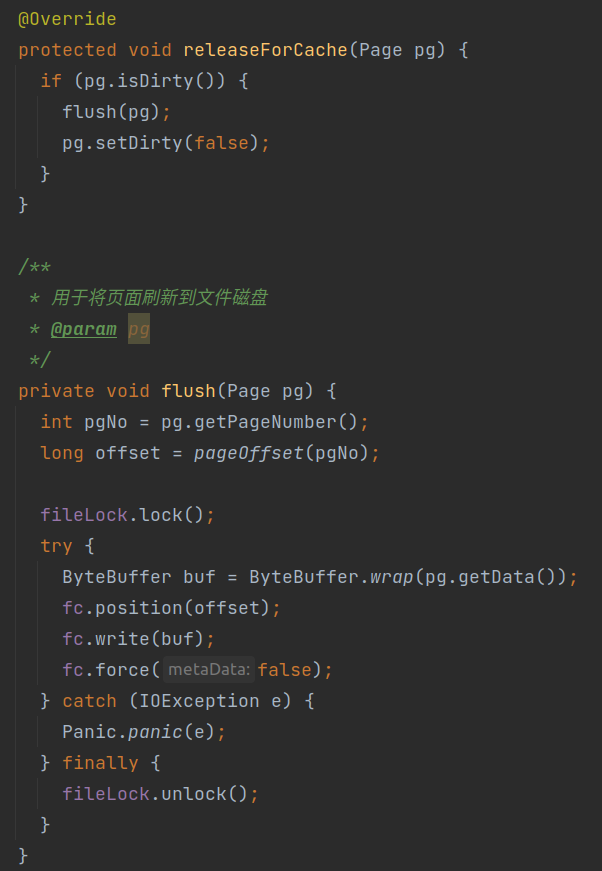 @Override
protected void releaseForCache(Page pg) {
  if (pg.isDirty()) {
    flush(pg);
    pg.setDirty(false);
  }
}
/**
 * 用于将页面刷新到文件磁盘
 * @param pg
 */
private void flush(Page pg) {
  int pgNo = pg.getPageNumber();
  long offset = pageOffset(pgNo);
  fileLock.lock();
  try {
    ByteBuffer buf = ByteBuffer.wrap(pg.getData());
    fc.position(offset);
    fc.write(buf);
    fc.force( metaData: false);
  } catch (IOException e) {
    Panic.panic(e);
  } finally {
    fileLock.unlock();
  }
}